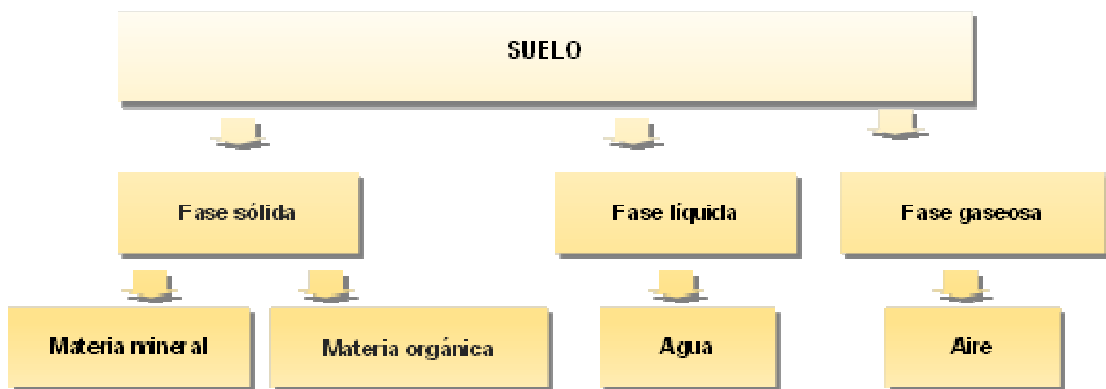 SUELO
Fase sólida
Fase líquida
Fase gaseosa
Materia mineral
Materia orgánica
Agua
Aire